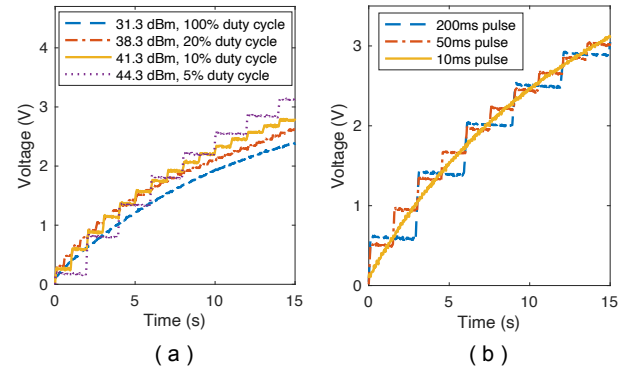 31.3 dBm, 100% duty cycle
38.3 dBm, 20% duty cycle
41.3 dBm, 10% duty cycle
44.3 dBm, 5% duty cycle
Voltage (V)
4
3
2
1
0
0 5 10 15
Time (s)
( a )
200ms pulse
50ms pulse
10ms pulse
Voltage (V)
3
2
1
0
0 5 10 15
Time (s)
( b )